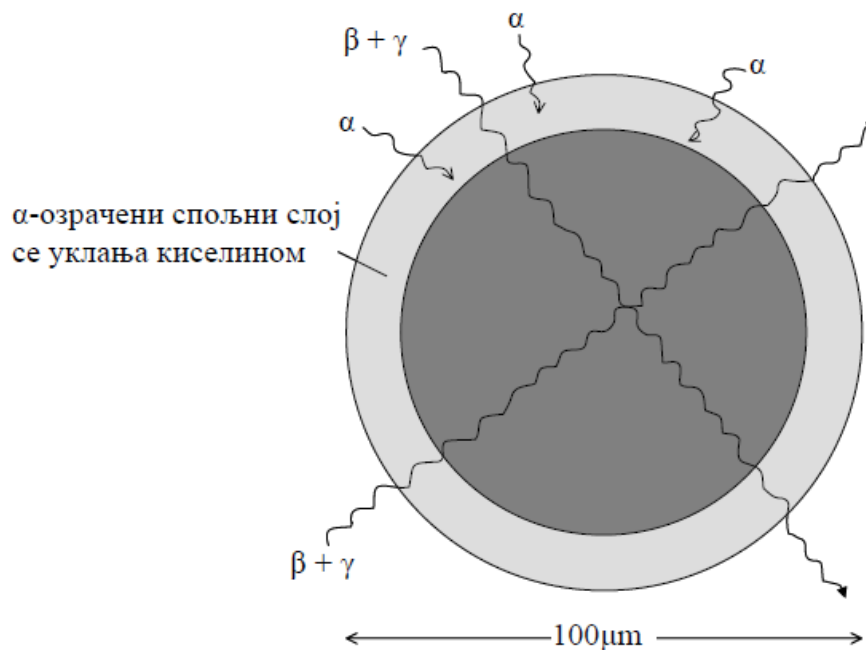 α
β + γ
α
α
α-озрачени спољни слој
се уклања киселином
β + γ
100μm